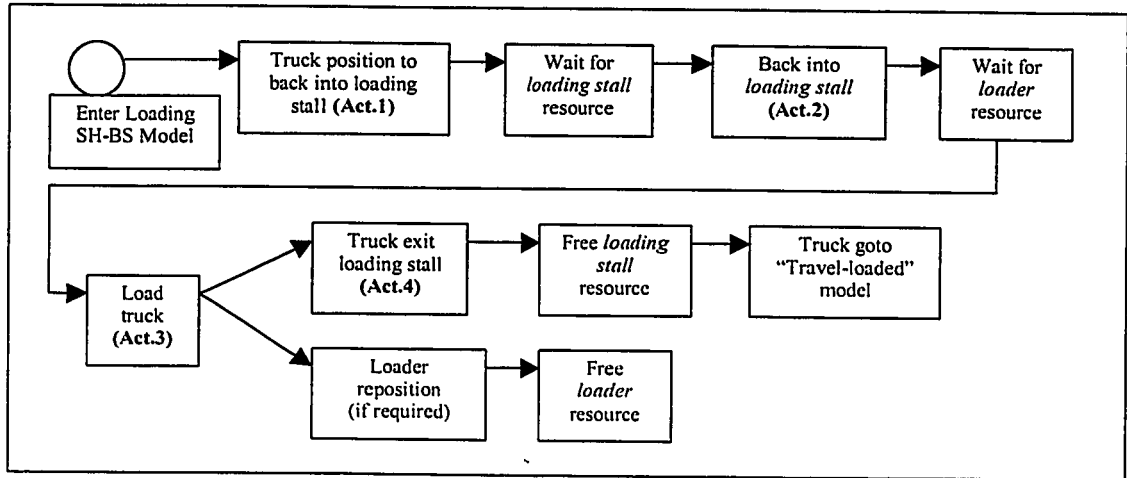 Enter Loading
SH-BS Model
Truck position to
back into loading
stall (Act.1)
Wait for
loading stall
resource
Back into
loading stall
(Act.2)
Wait for
loader
resource
Load
truck
(Act.3)
Truck exit
loading stall
(Act.4)
Free loading
stall
resource
Truck goto
“Travel-loaded”
model
Loader
reposition
(if required)
Free
loader
resource